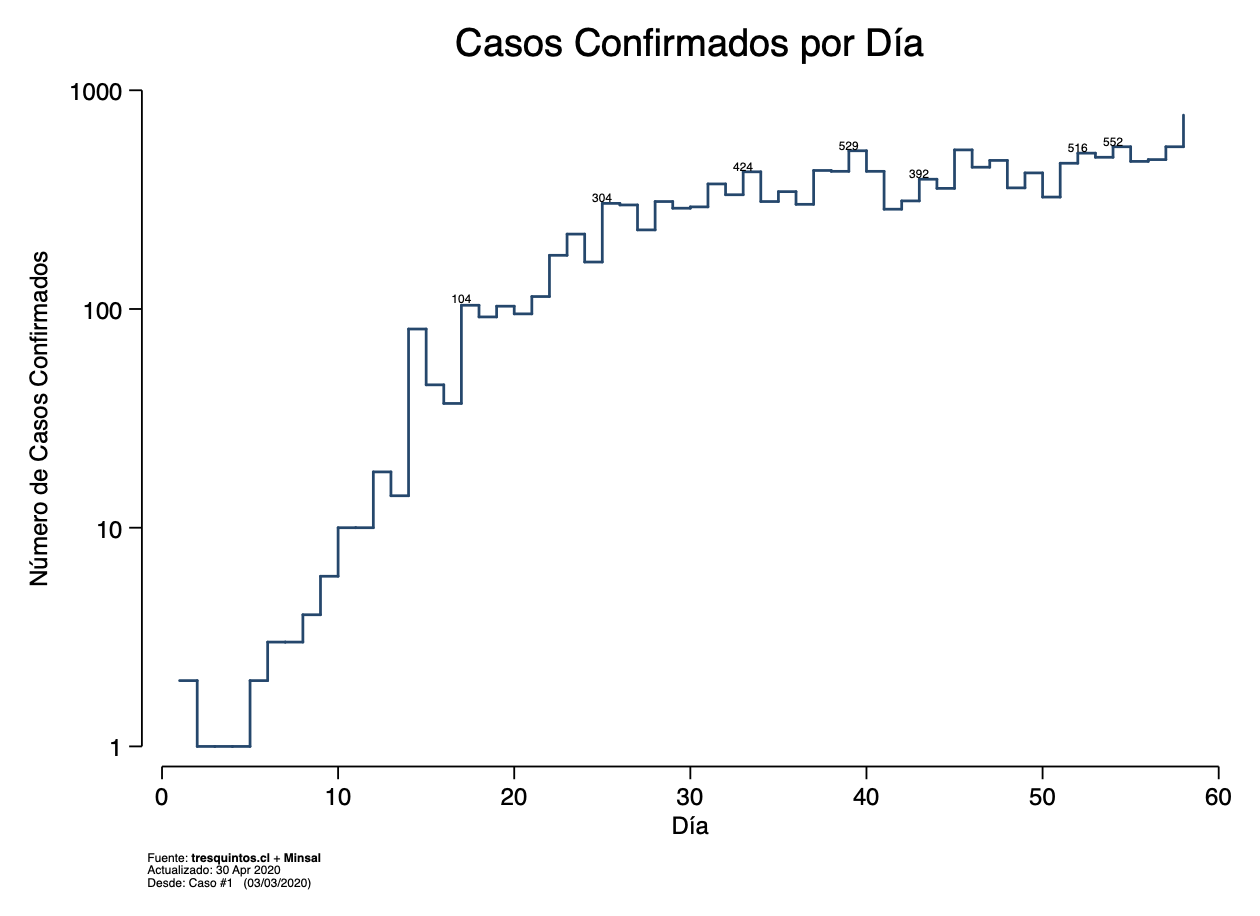 Casos Confirmados por Día
1000
100
10
1
Número de Casos Confirmados
104
304
424
529
392
516
552
0 10 20 30 40 50 60
Día
Fuente: tresquintos.cl + Minsal
Actualizado: 30 Apr 2020
Desde: Caso #1 (03/03/2020)